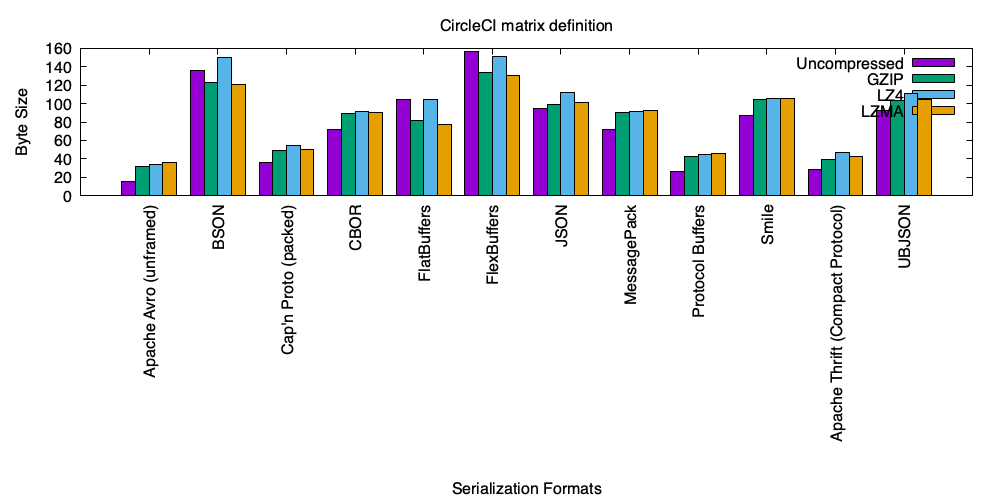 CircleCI matrix definition
160
140
120
100
80
60
40
20
0
Byte Size
Uncompressed
GZIP
LZ4
LZMA
Apache Avro (unframed)
BSON
Cap'n Proto (packed)
CBOR
FlatBuffers
FlexBuffers
JSON
MessagePack
Protocol Buffers
Smile
Apache Thrift (Compact Protocol)
UBJSON
Serialization Formats